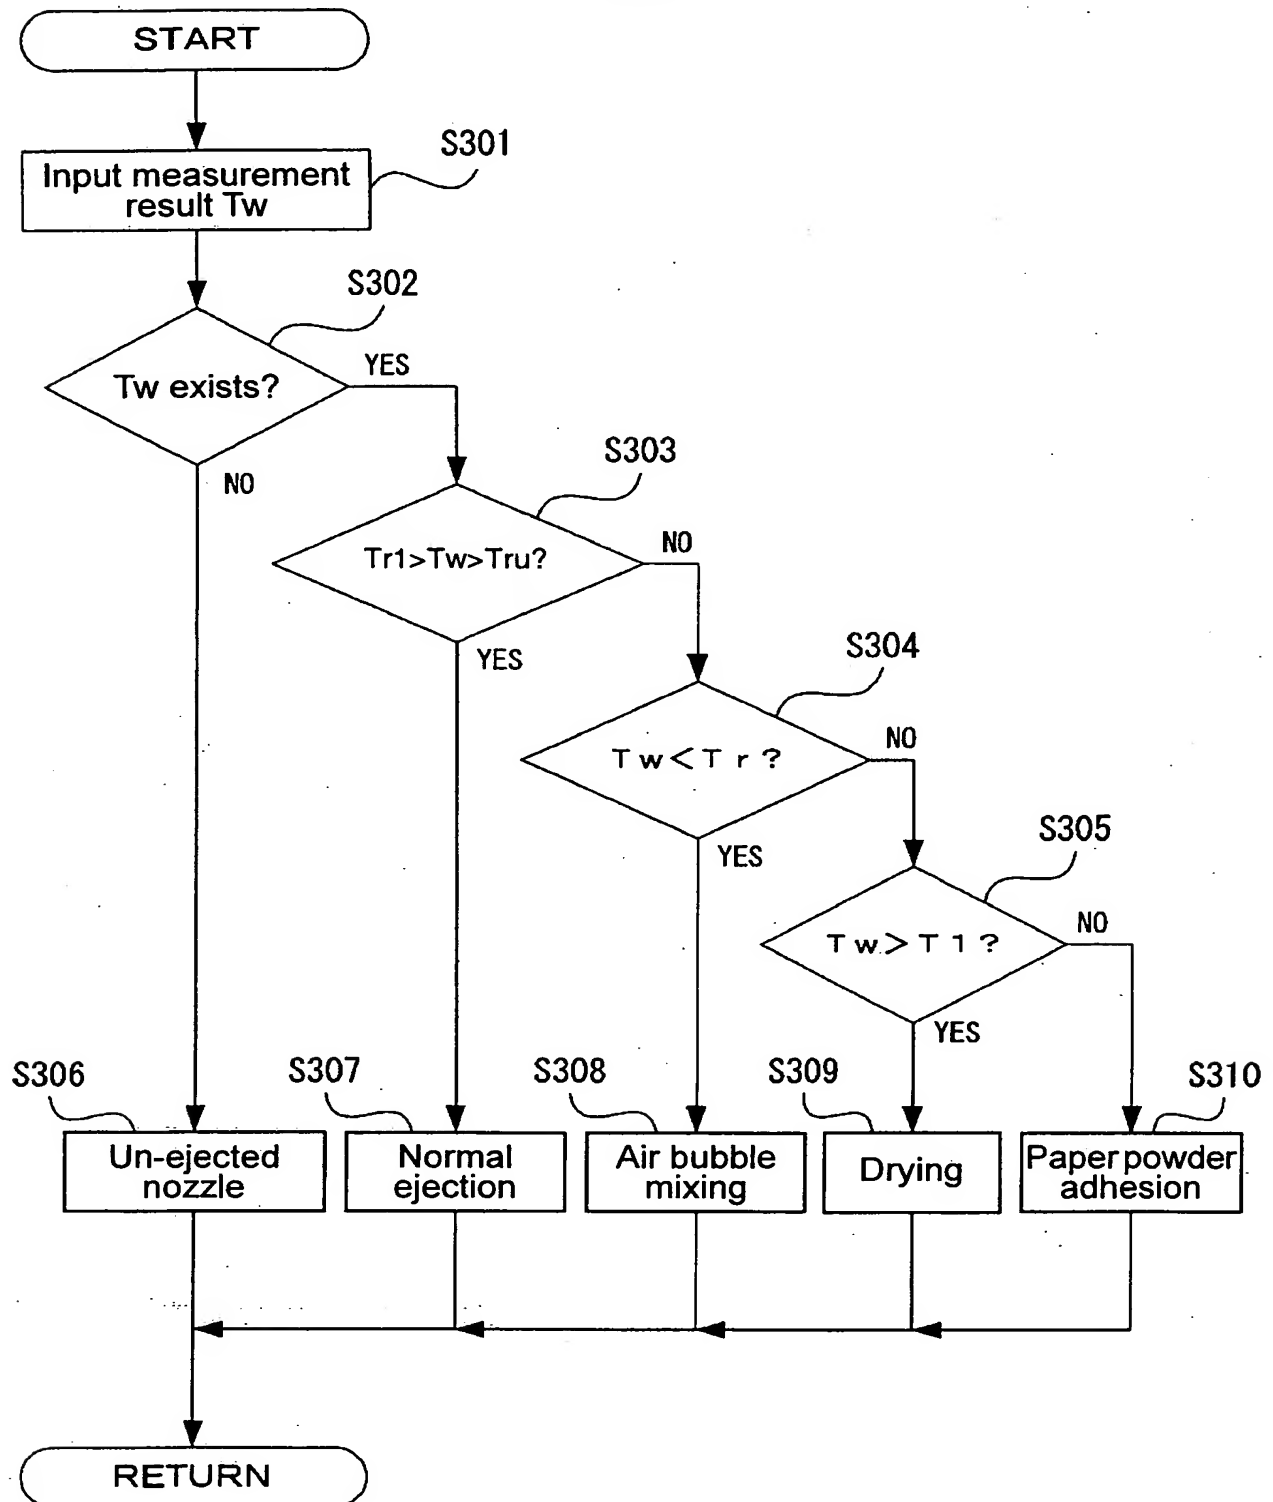 START
S301
Input measurement
result Tw
S302
Tw exists?
YES
NO
S303
Tr1>Tw>Tru?
NO
YES
S304
Tw<Tr?
NO
YES
S305
Tw>T1?
NO
YES
S306
S307
S308
S309
S310
Un-ejected
nozzle
Normal
ejection
Air bubble
mixing
Drying
Paper powder
adhesion
RETURN